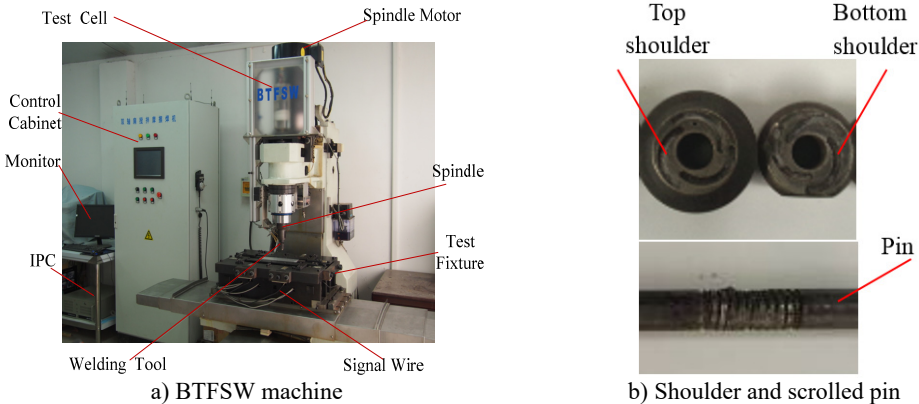 Test Cell
Spindle Motor
Control
Cabinet
Monitor
IPC
BTFSW
Spindle
Test
Fixture
Welding Tool
Signal Wire
a) BTFSW machine
Top
shoulder
Bottom
shoulder
Pin
b) Shoulder and scrolled pin